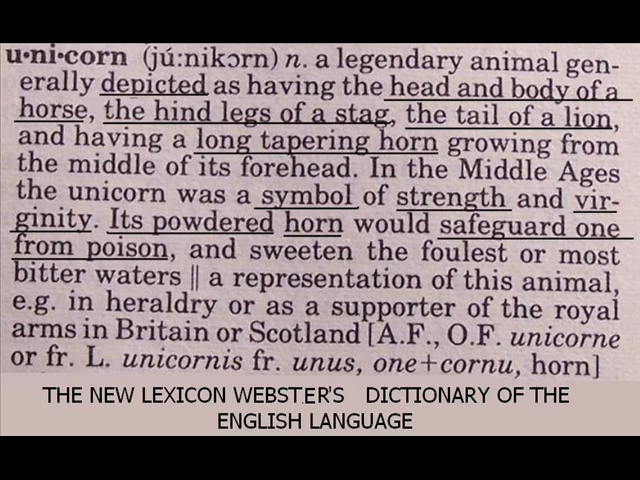 u·ni·corn (jú:nikɔrn) n. a legendary animal gen-
erally depicted as having the head and body of a
horse, the hind legs of a stag, the tail of a lion,
and having a long tapering horn growing from
the middle of its forehead. In the Middle Ages
the unicorn was a symbol of strength and vir-
ginity. Its powdered horn would safeguard one
from poison, and sweeten the foulest or most
bitter waters ‖ a representation of this animal,
e.g. in heraldry or as a supporter of the royal
arms in Britain or Scotland [A.F., O.F. unicorne
or fr. L. unicornis fr. unus, one+cornu, horn]
THE NEW LEXICON WEBSTER'S DICTIONARY OF THE
ENGLISH LANGUAGE